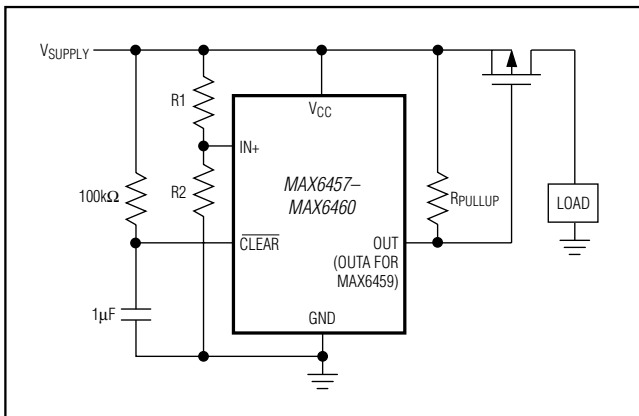 VSUPPLY
R1
VCC
IN+
MAX6457–
MAX6460
R2
100kΩ
RPULLUP
LOAD
CLEAR
OUT
(OUTA FOR
MAX6459)
1µF
GND